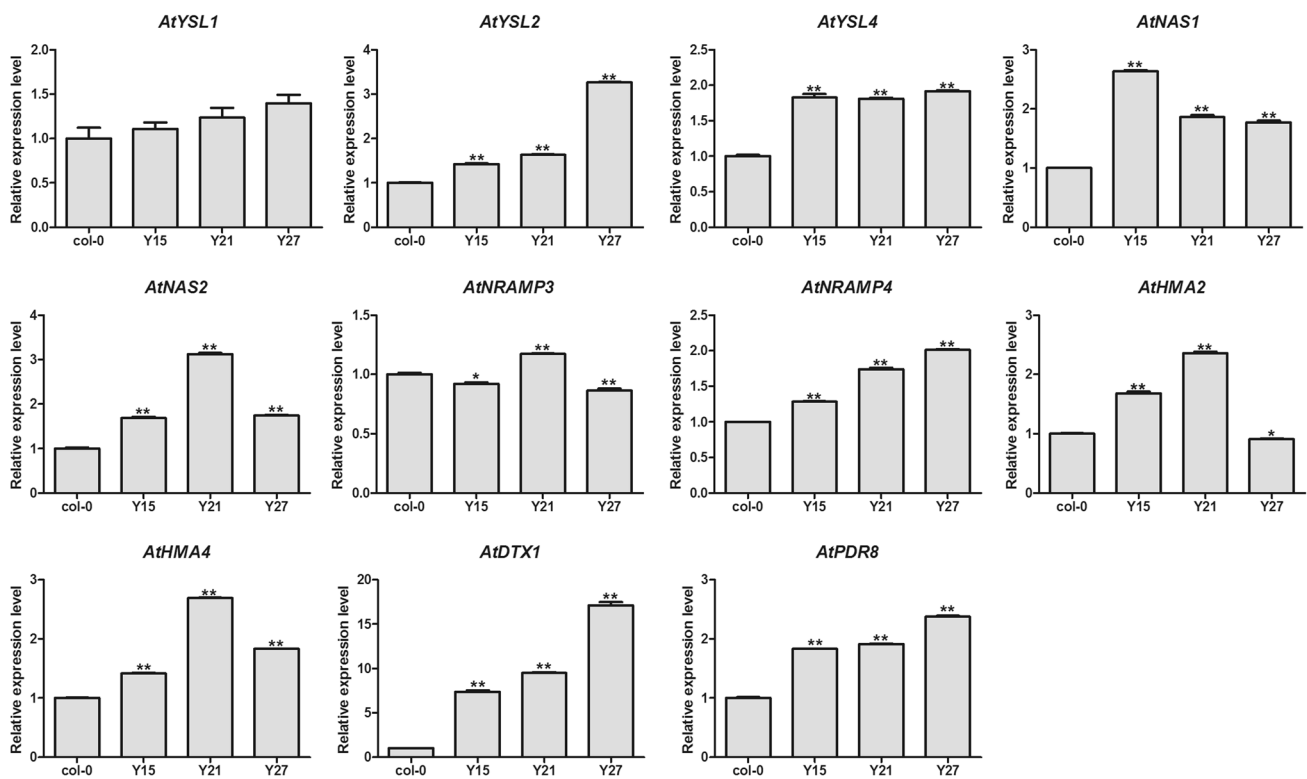 AtYSL1
AtYSL2
AtYSL4
AtNAS1
Relative expression level
2.0
1.5
1.0
0.5
0.0
col-0 Y15 Y21 Y27
Relative expression level
4
3
2
1
0
** ** **
col-0 Y15 Y21 Y27
Relative expression level
2.5
2.0
1.5
1.0
0.5
0.0
** ** **
col-0 Y15 Y21 Y27
Relative expression level
3
2
1
0
** ** **
col-0 Y15 Y21 Y27
AtNAS2
AtNRAMP3
AtNRAMP4
AtHMA2
Relative expression level
4
3
2
1
0
** ** **
col-0 Y15 Y21 Y27
Relative expression level
1.5
1.0
0.5
0.0
* ** **
col-0 Y15 Y21 Y27
Relative expression level
2.5
2.0
1.5
1.0
0.5
0.0
** ** **
col-0 Y15 Y21 Y27
Relative expression level
3
2
1
0
** ** *
col-0 Y15 Y21 Y27
AtHMA4
AtDTX1
AtPDR8
Relative expression level
3
2
1
0
** ** **
col-0 Y15 Y21 Y27
Relative expression level
20
15
10
5
0
** ** **
col-0 Y15 Y21 Y27
Relative expression level
3
2
1
0
** ** **
col-0 Y15 Y21 Y27